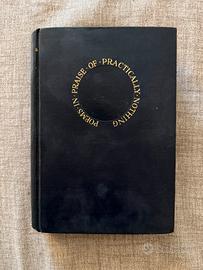 POEMS IN · PRAISE · OF · PRACTICALLY · NOTHING